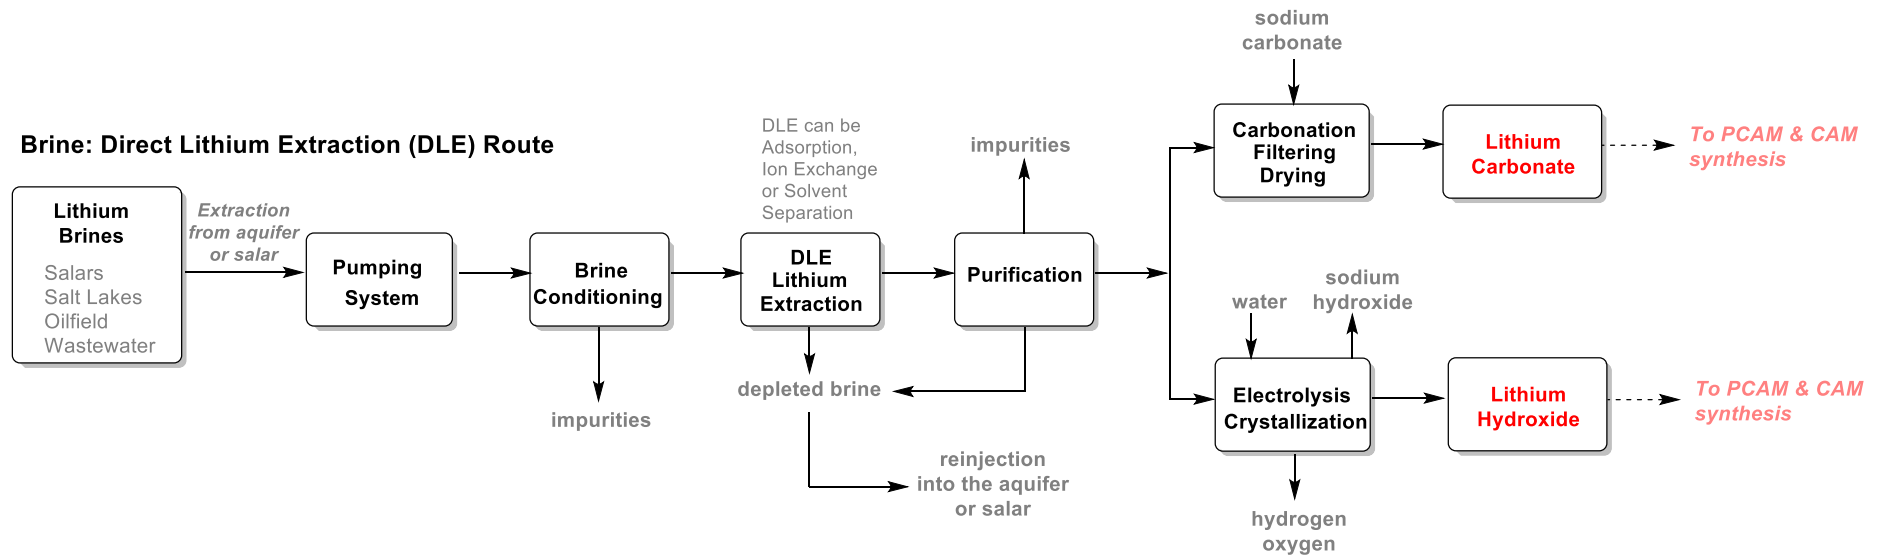 Brine: Direct Lithium Extraction (DLE) Route
Lithium
Brines
Salars
Salt Lakes
Oilfield
Wastewater
Extraction
from aquifer
or salar
Pumping
System
Brine
Conditioning
impurities
DLE can be
Adsorption,
Ion Exchange
or Solvent
Separation
DLE
Lithium
Extraction
depleted brine
reinjection
into the aquifer
or salar
impurities
Purification
sodium
carbonate
Carbonation
Filtering
Drying
Lithium
Carbonate
To PCAM & CAM
synthesis
water
sodium
hydroxide
Electrolysis
Crystallization
hydrogen
oxygen
Lithium
Hydroxide
To PCAM & CAM
synthesis